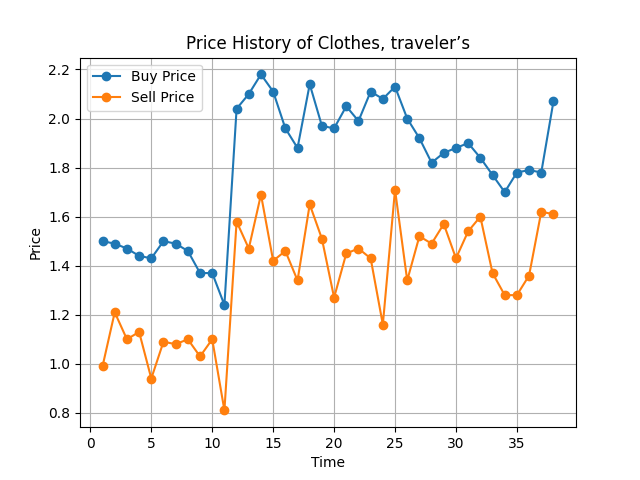 Price History of Clothes, traveler’s
Buy Price
Sell Price
2.2
2.0
1.8
1.6
1.4
1.2
1.0
0.8
Price
0 5 10 15 20 25 30 35
Time